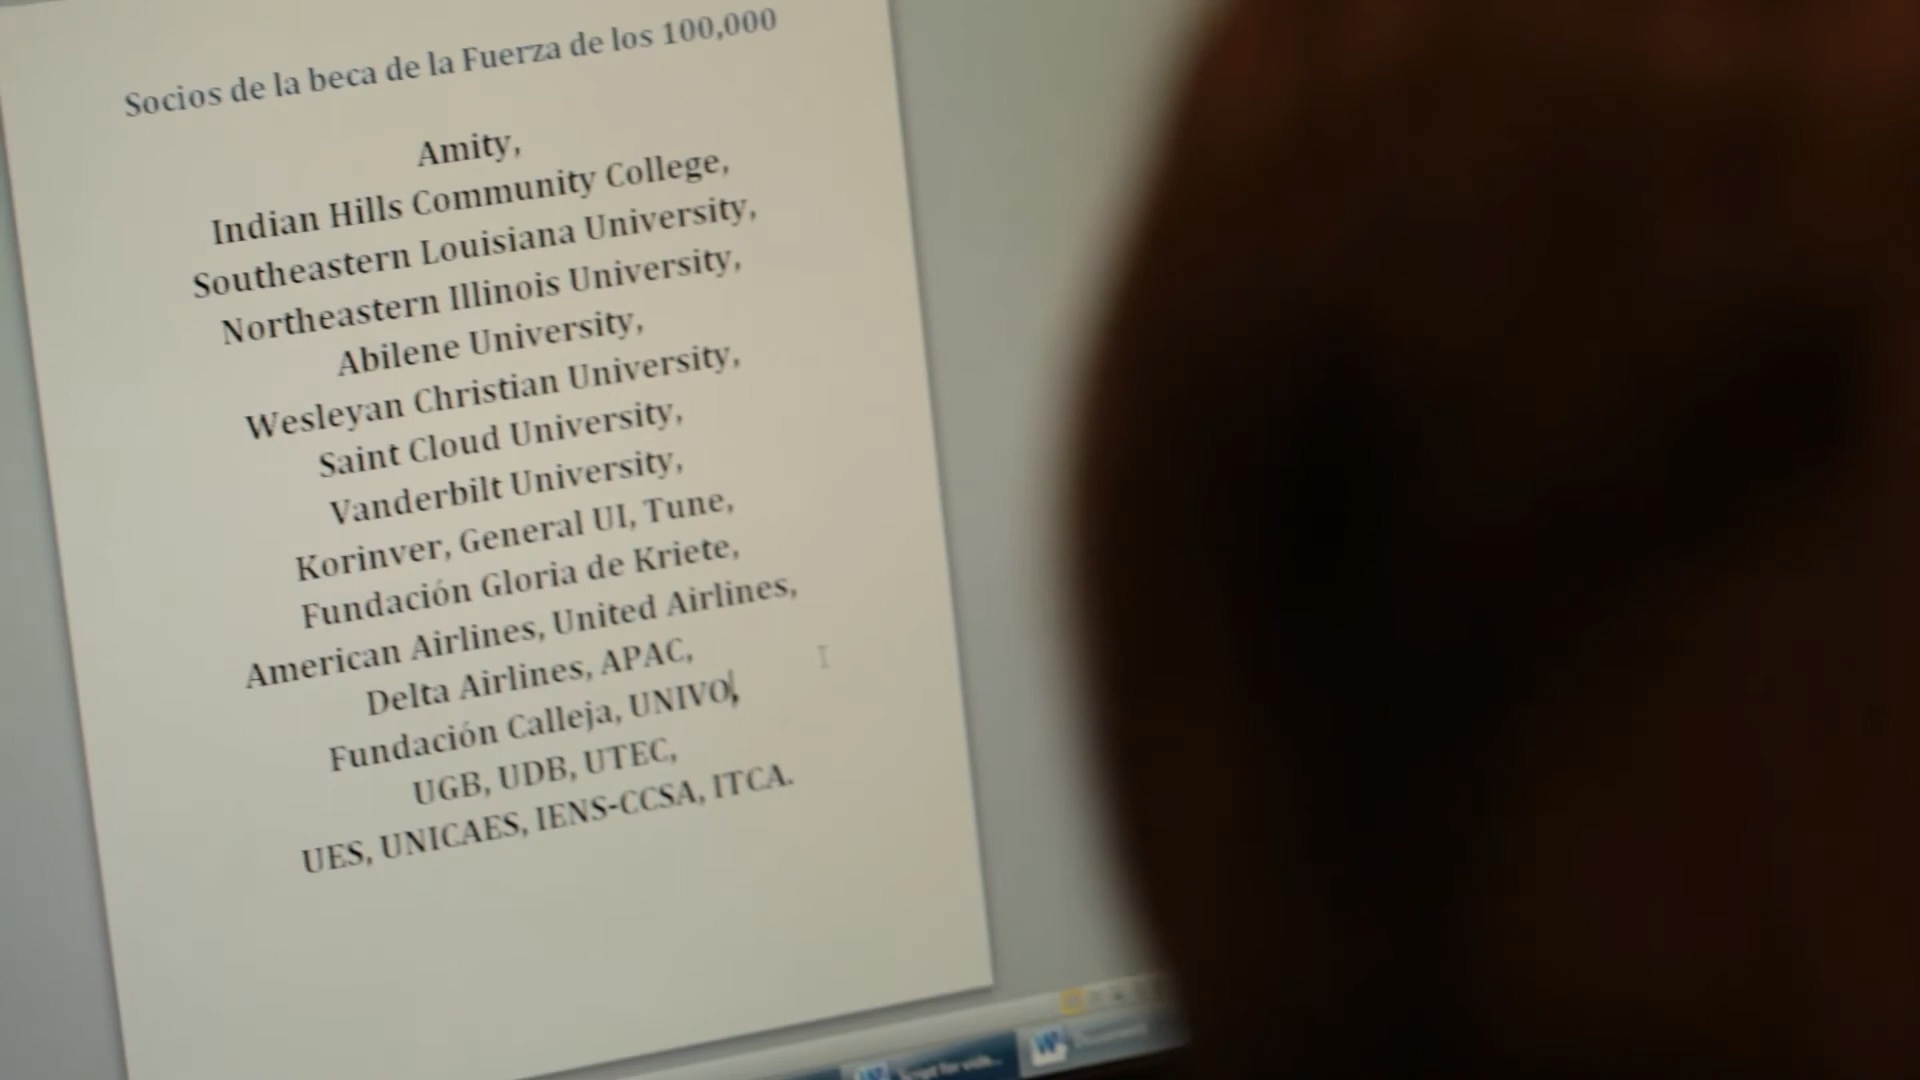 Socios de la beca de la Fuerza de los 100,000
Amity,
Indian Hills Community College,
Southeastern Louisiana University,
Northeastern Illinois University,
Abilene University,
Wesleyan Christian University,
Saint Cloud University,
Vanderbilt University,
Korinver, General UI, Tune,
Fundación Gloria de Kriete,
American Airlines, United Airlines,
Delta Airlines, APAC,
Fundación Calleja, UNIVO,
UGB, UDB, UTEC,
UES, UNICAES, IENS-CCSA, ITCA.